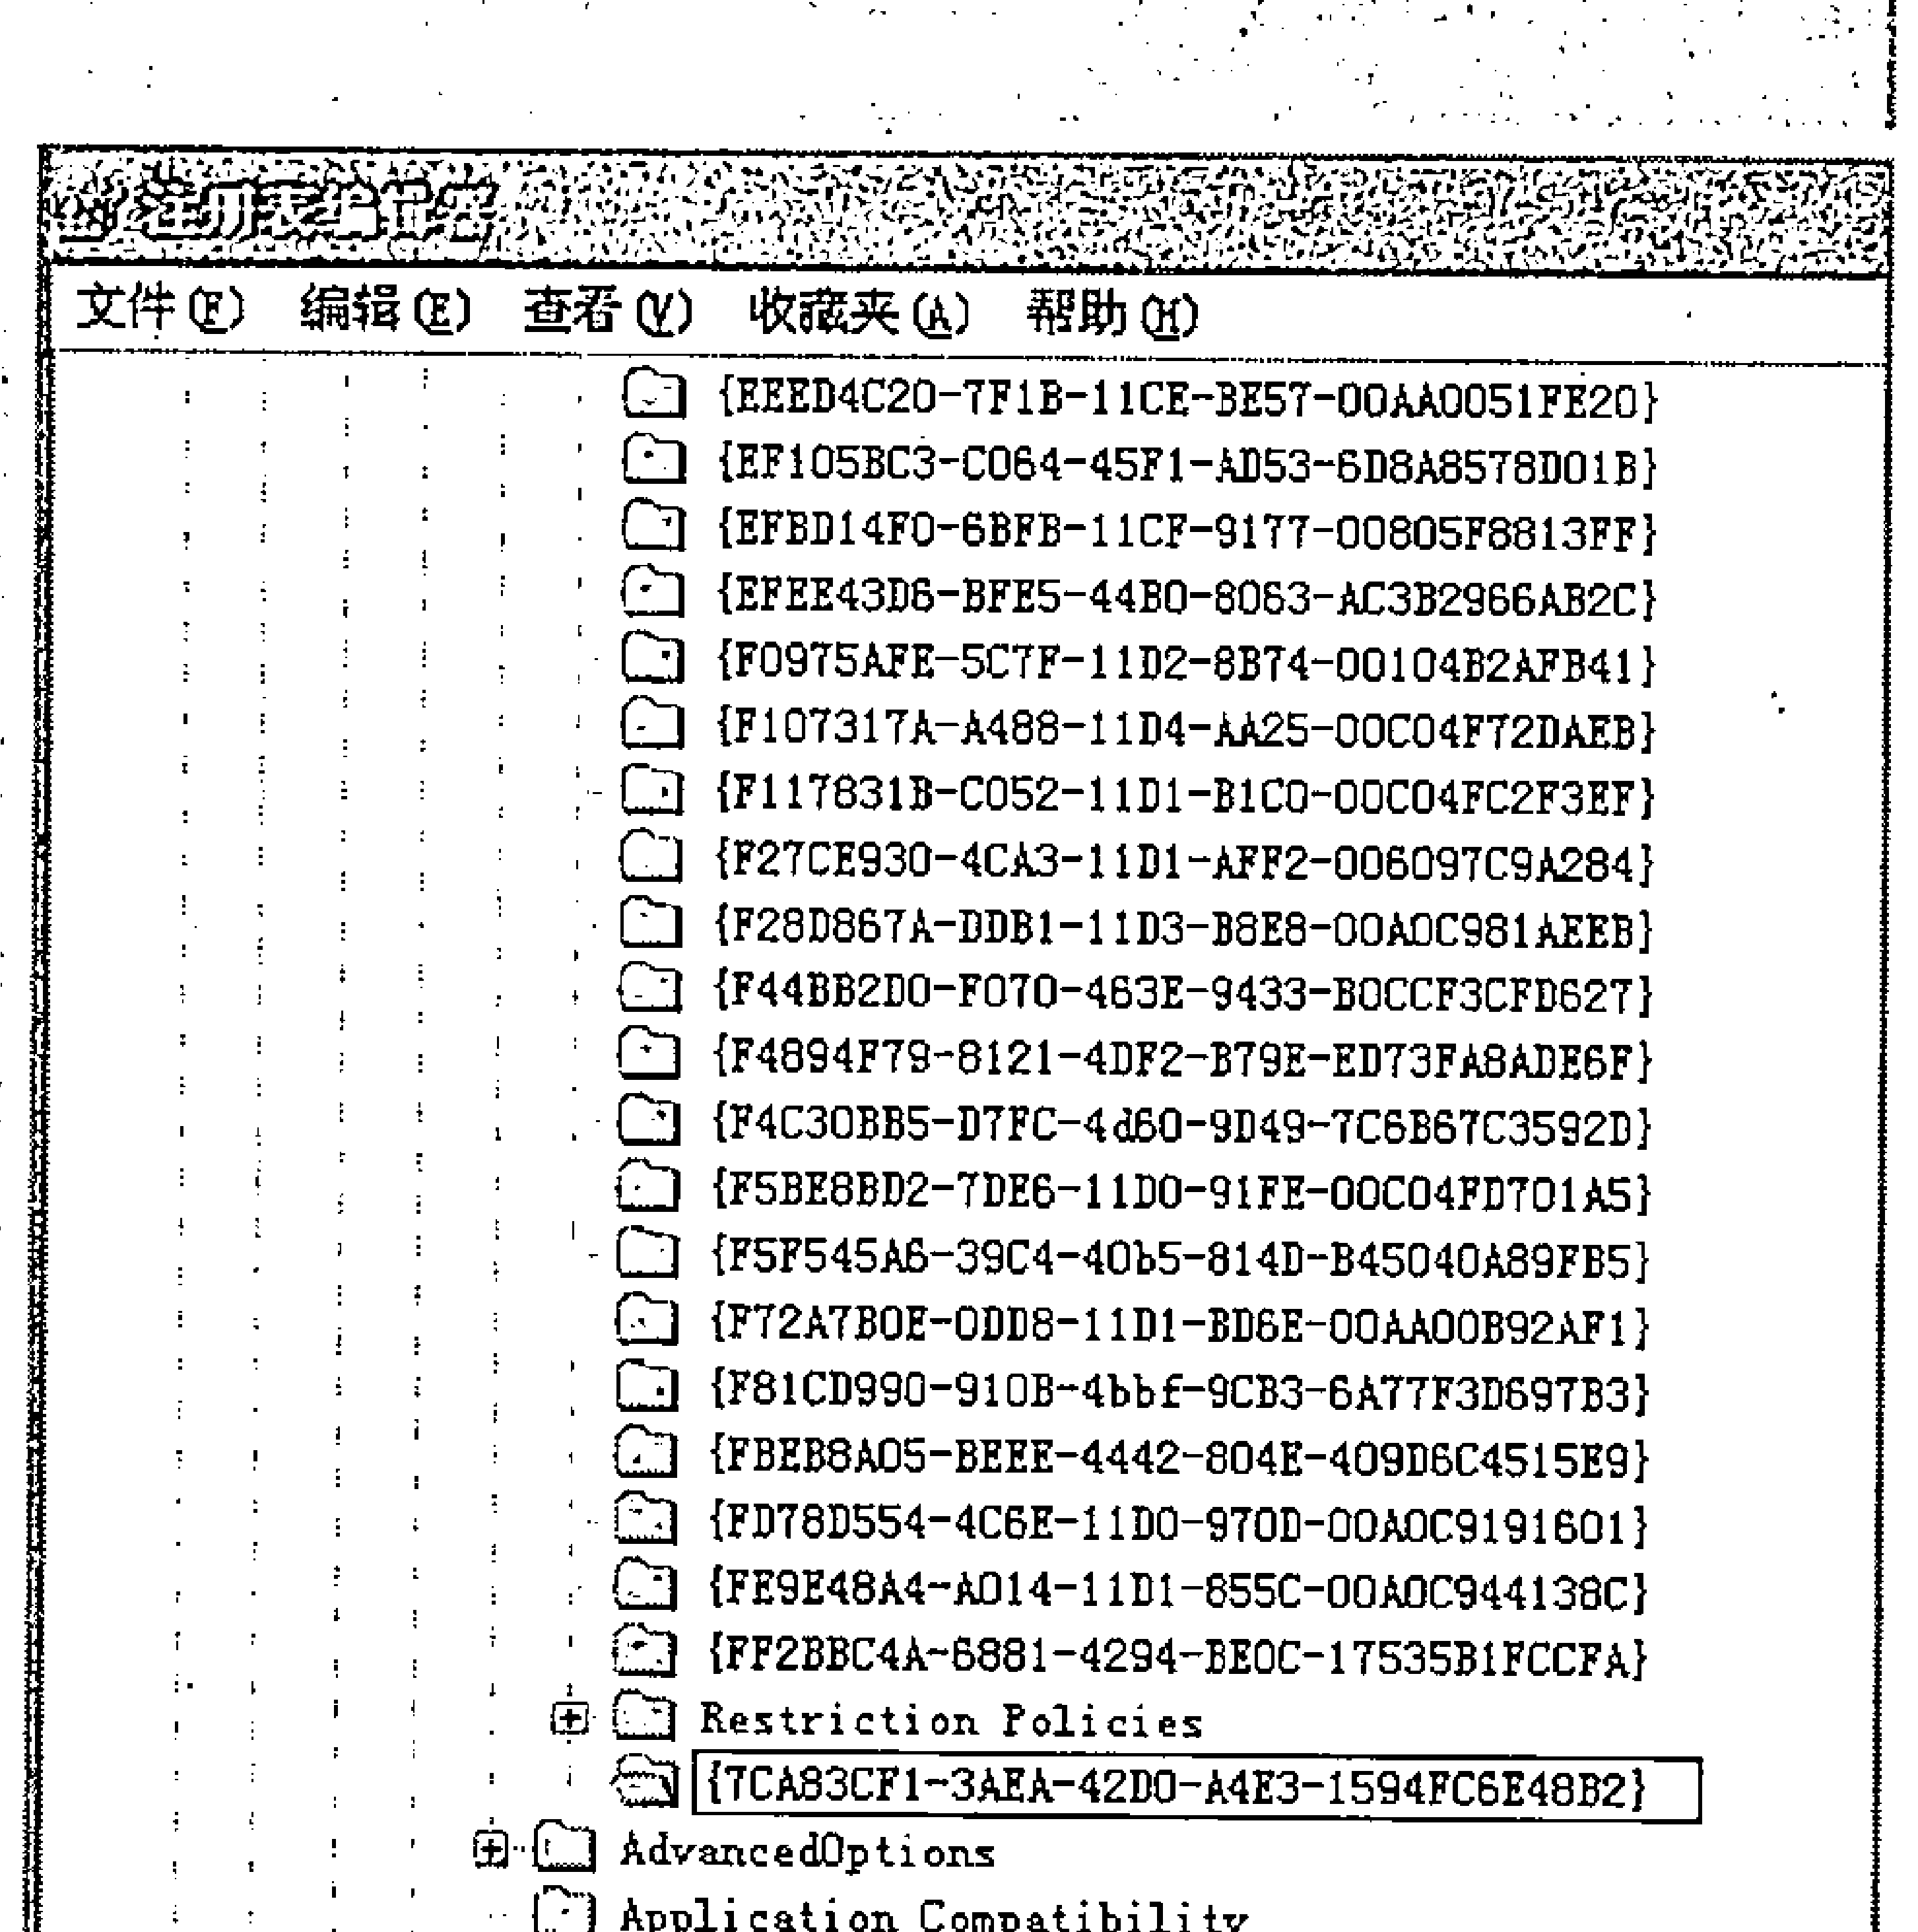 注册表编辑器
文件(F) 编辑(E) 查看(V) 收藏夹(A) 帮助(H)
{EEED4C20-7F1B-11CE-BE57-00AA0051FE20}
{EF105BC3-C064-45F1-AD53-6D8A8578D01B}
{EFBD14F0-6BFB-11CF-9177-00805F8813FF}
{EFEE43D6-BFE5-44B0-8063-AC3B2966AB2C}
{F0975AFE-5C7F-11D2-8B74-00104B2AFB41}
{F107317A-A488-11D4-AA25-00C04F72DAEB}
{F117831B-C052-11D1-B1C0-00C04FC2F3EF}
{F27CE930-4CA3-11D1-AFF2-006097C9A284}
{F28D867A-DDB1-11D3-B8E8-00A0C981AEEB}
{F44BB2D0-F070-463E-9433-B0CCF3CFD627}
{F4894F79-8121-4DF2-B79E-ED73FA8ADE6F}
{F4C30BB5-D7FC-4d60-9D49-7C6B67C3592D}
{F5BE8BD2-7DE6-11D0-91FE-00C04FD701A5}
{F5F545A6-39C4-40b5-814D-B45040A89FB5}
{F72A7B0E-0DD8-11D1-BD6E-00AA00B92AF1}
{F81CD990-910B-4bbf-9CB3-6A77F3D697B3}
{FBEB8A05-BEEE-4442-804E-409D6C4515E9}
{FD78D554-4C6E-11D0-970D-00A0C9191601}
{FE9E48A4-A014-11D1-855C-00A0C944138C}
{FF2BBC4A-6881-4294-BE0C-17535B1FCCFA}
Restriction Policies
{7CA83CF1-3AEA-42D0-A4E3-1594FC6E48B2}
AdvancedOptions
Application Compatibility